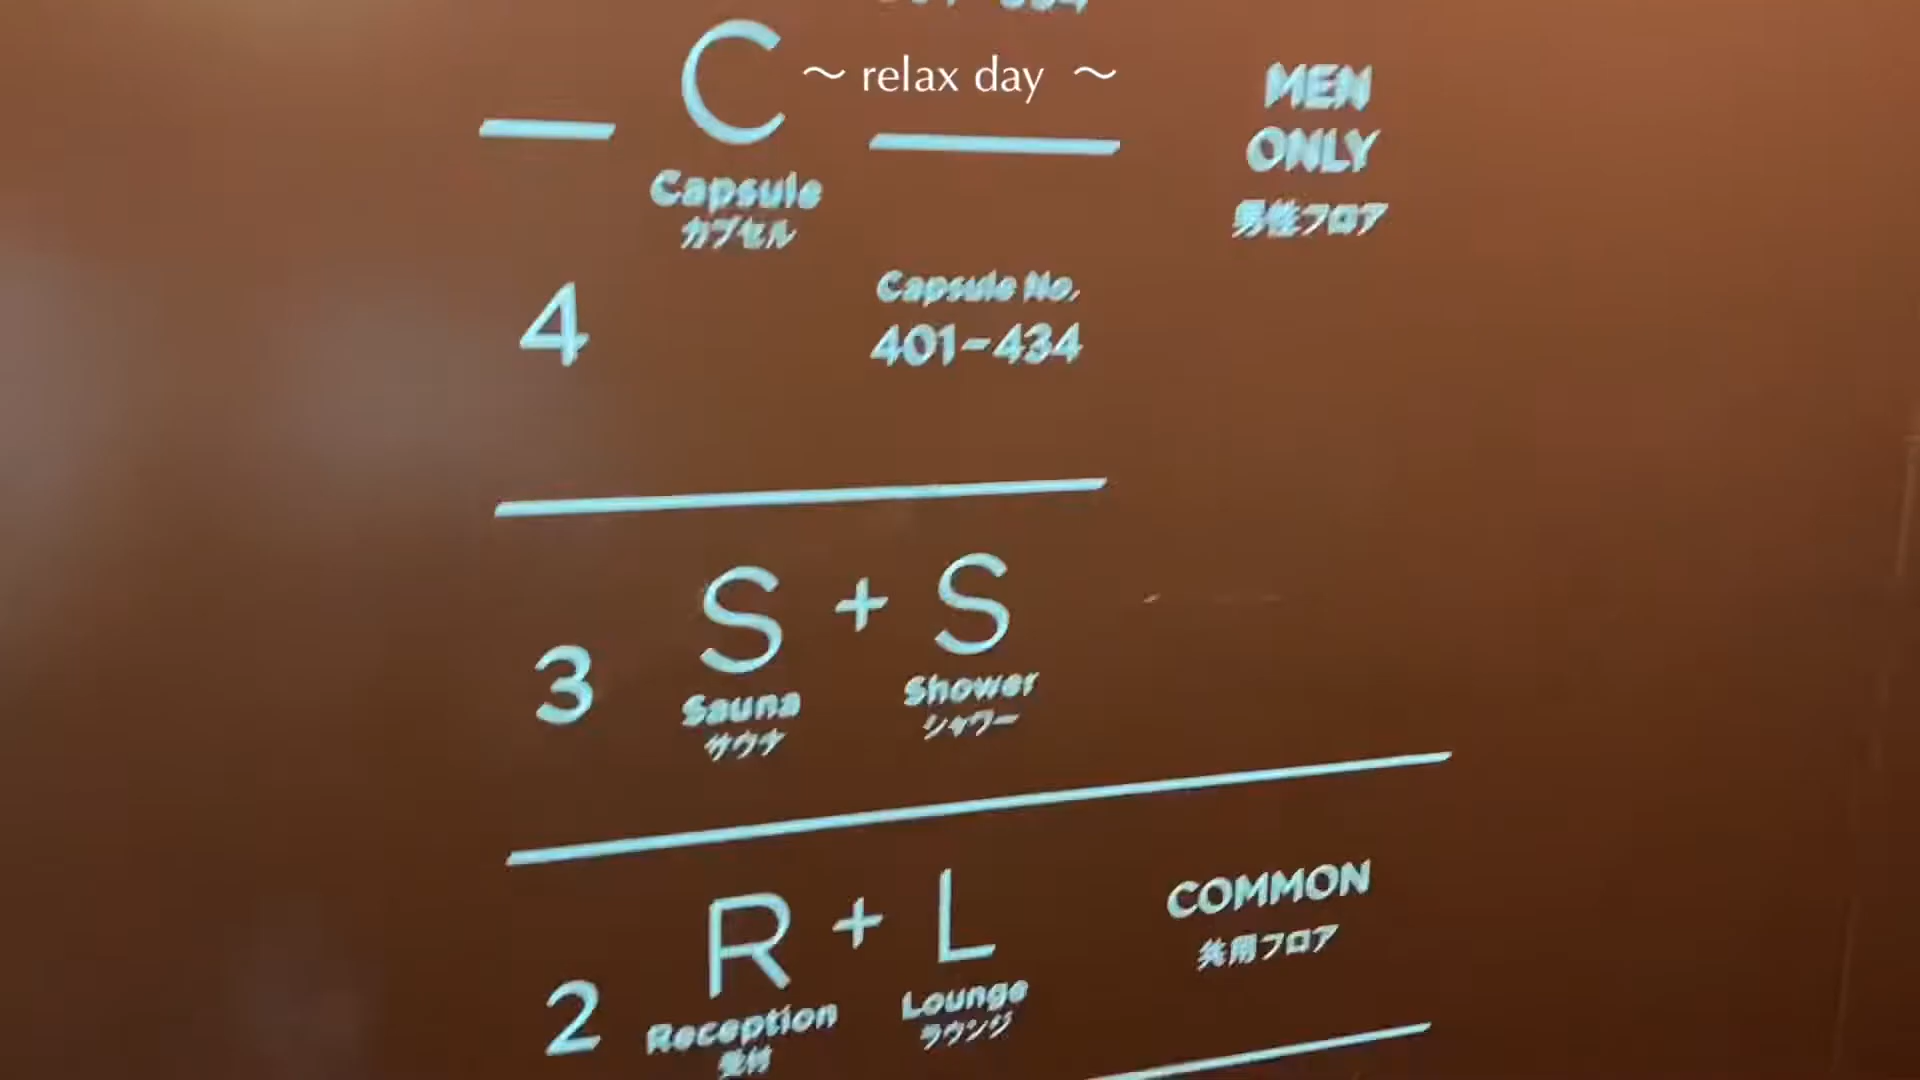 C
〜 relax day 〜
MEN
ONLY
男性フロア
Capsule
カプセル
4
Capsule No.
401-434
3
S + S
Sauna
サウナ
Shower
シャワー
2
R + L
Reception
受付
Lounge
ラウンジ
COMMON
共用フロア